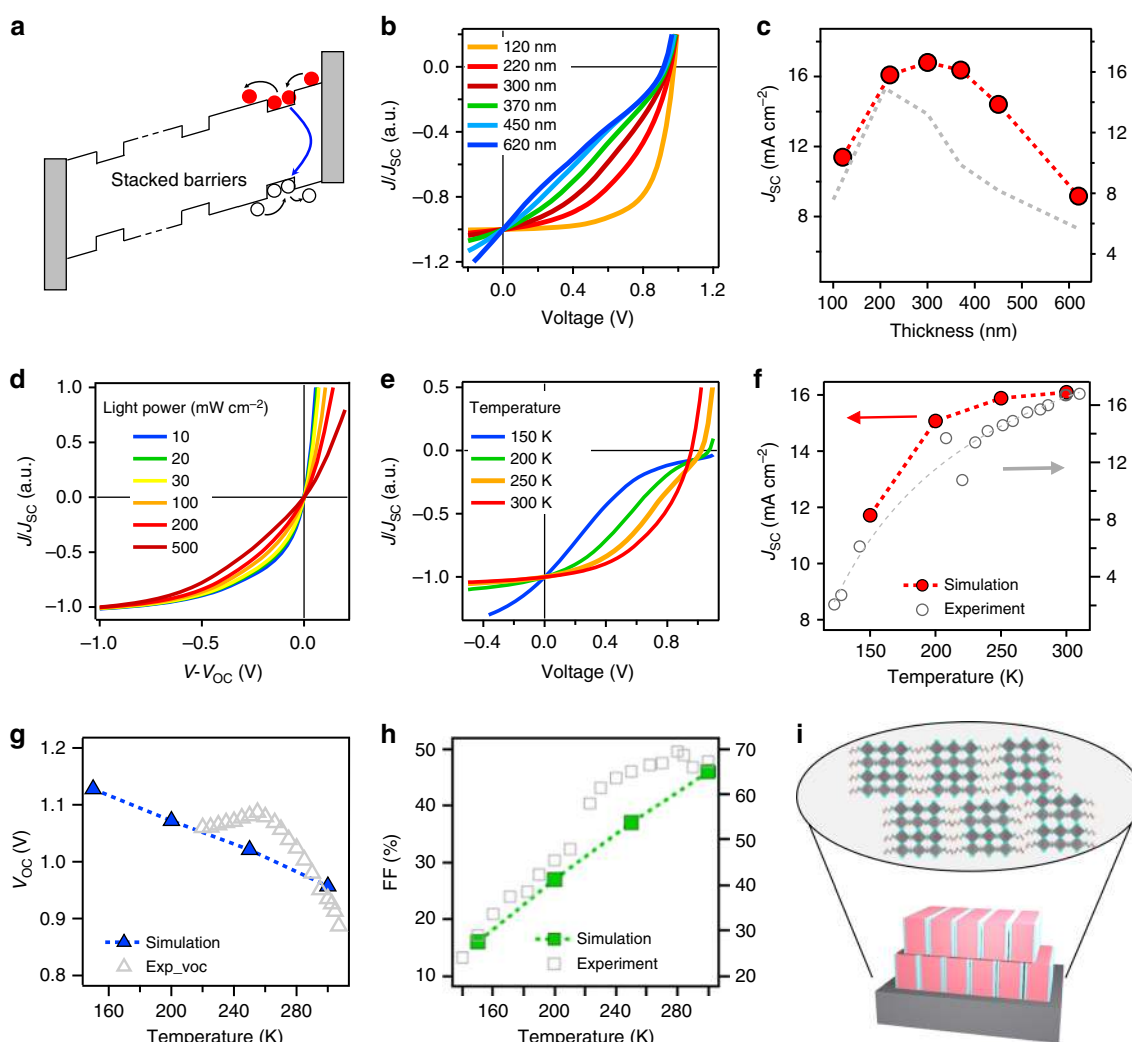 a
Stacked barriers
b
120 nm
220 nm
300 nm
370 nm
450 nm
620 nm
0.0
−0.4
−0.8
−1.2
J/JSC (a.u.)
0.0 0.4 0.8 1.2
Voltage (V)
c
16
12
8
JSC (mA cm−2)
16
12
8
4
100 200 300 400 500 600
Thickness (nm)
d
Light power (mW cm−2)
10
20
30
100
200
500
1.0
0.5
0.0
−0.5
−1.0
J/JSC (a.u.)
−1.0 −0.5 0.0
V-VOC (V)
e
Temperature
150 K
200 K
250 K
300 K
0.5
0.0
−0.5
−1.0
J/JSC (a.u.)
−0.4 0.0 0.4 0.8
Voltage (V)
f
16
14
12
10
8
JSC (mA cm−2)
16
12
8
4
Simulation
Experiment
150 200 250 300
Temperature (K)
g
1.2
1.1
1.0
0.9
0.8
VOC (V)
Simulation
Exp_voc
160 200 240 280
Temperature (K)
h
50
40
30
20
10
FF (%)
70
60
50
40
30
20
Simulation
Experiment
160 200 240 280
Temperature (K)
i